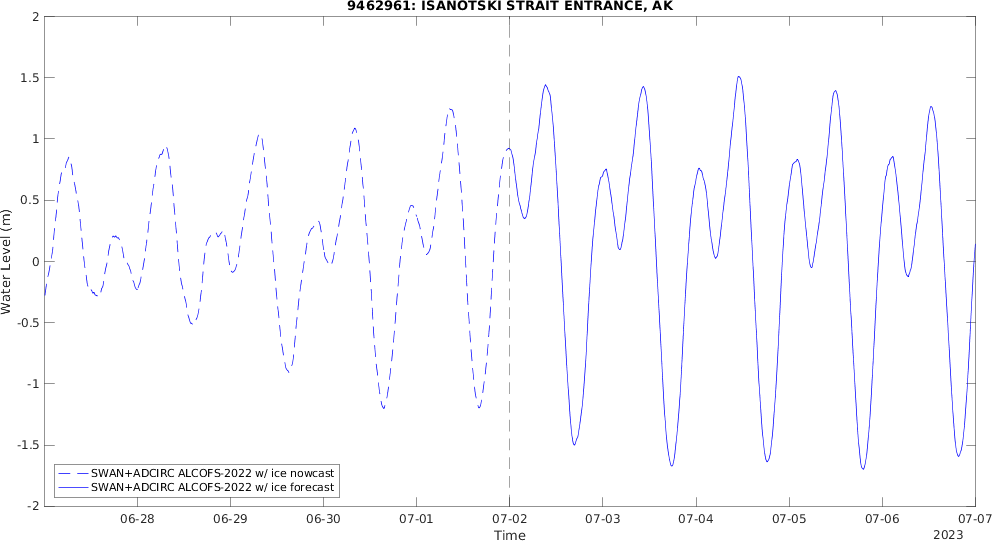 9462961: ISANOTSKI STRAIT ENTRANCE, AK
2
1.5
1
0.5
0
-0.5
-1
-1.5
-2
Water Level (m)
SWAN+ADCIRC ALCOFS-2022 w/ ice nowcast
SWAN+ADCIRC ALCOFS-2022 w/ ice forecast
06-28 06-29 06-30 07-01 07-02 07-03 07-04 07-05 07-06 07-07
Time
2023